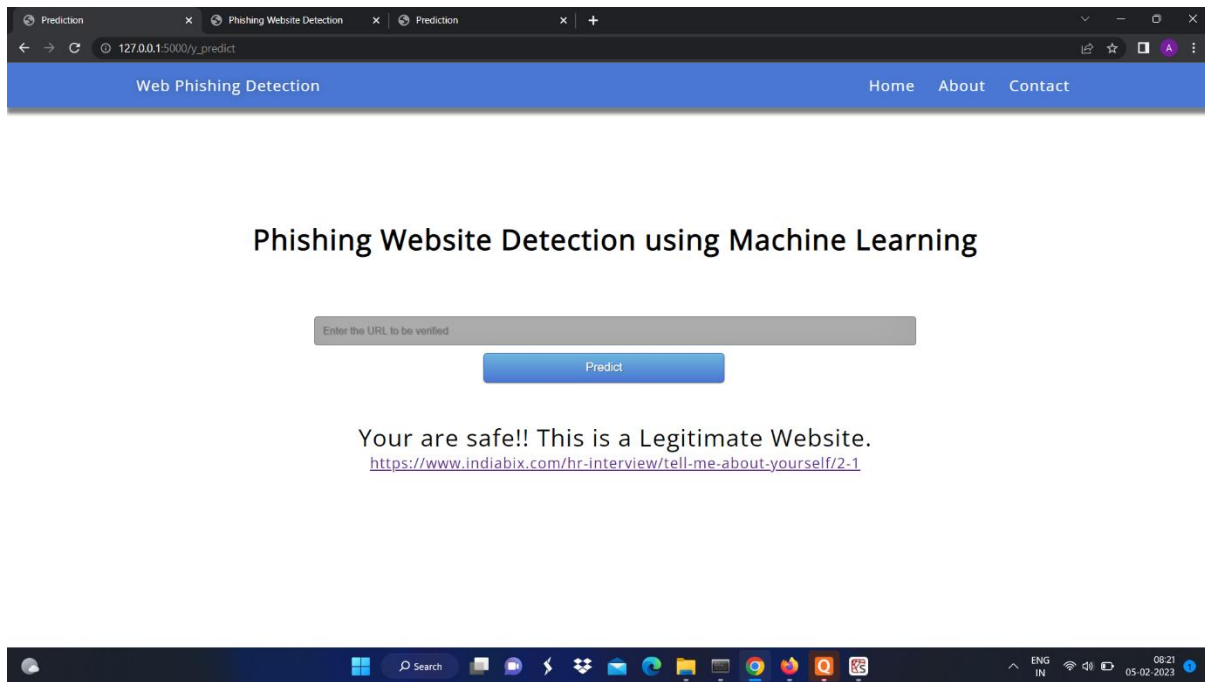 Prediction
Phishing Website Detection
Prediction
127.0.0.1:5000/y_predict
A
Web Phishing Detection
Home About Contact
Phishing Website Detection using Machine Learning
Enter the URL to be verified
Predict
Your are safe!! This is a Legitimate Website.
https://www.indiabix.com/hr-interview/tell-me-about-yourself/2-1
Search
Q
ENG
IN
08:21
05-02-2023
1